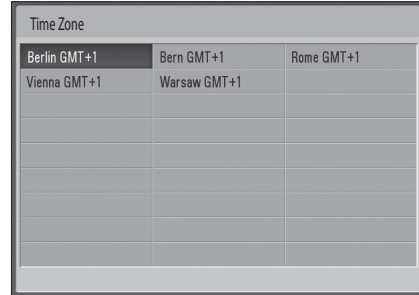 Time Zone
Berlin GMT+1 Bern GMT+1 Rome GMT+1
Vienna GMT+1 Warsaw GMT+1